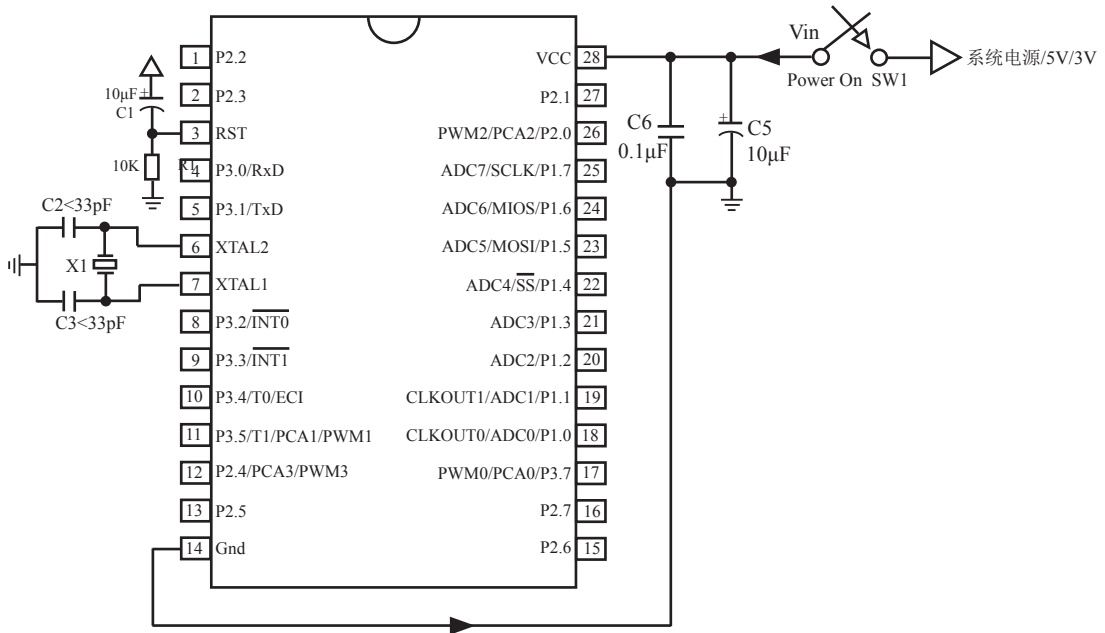 1 P2.2
2 P2.3
3 RST
4 P3.0/RxD
5 P3.1/TxD
6 XTAL2
7 XTAL1
8 P3.2/INT0
9 P3.3/INT1
10 P3.4/T0/ECI
11 P3.5/T1/PCA1/PWM1
12 P2.4/PCA3/PWM3
13 P2.5
14 Gnd
VCC 28
P2.1 27
PWM2/PCA2/P2.0 26
ADC7/SCLK/P1.7 25
ADC6/MIOS/P1.6 24
ADC5/MOSI/P1.5 23
ADC4/SS/P1.4 22
ADC3/P1.3 21
ADC2/P1.2 20
CLKOUT1/ADC1/P1.1 19
CLKOUT0/ADC0/P1.0 18
PWM0/PCA0/P3.7 17
P2.7 16
P2.6 15
10μF+
C1
10K R1
C2<33pF
X1
C3<33pF
Vin
Power On SW1
系统电源/5V/3V
C6
0.1μF
+
C5
10μF